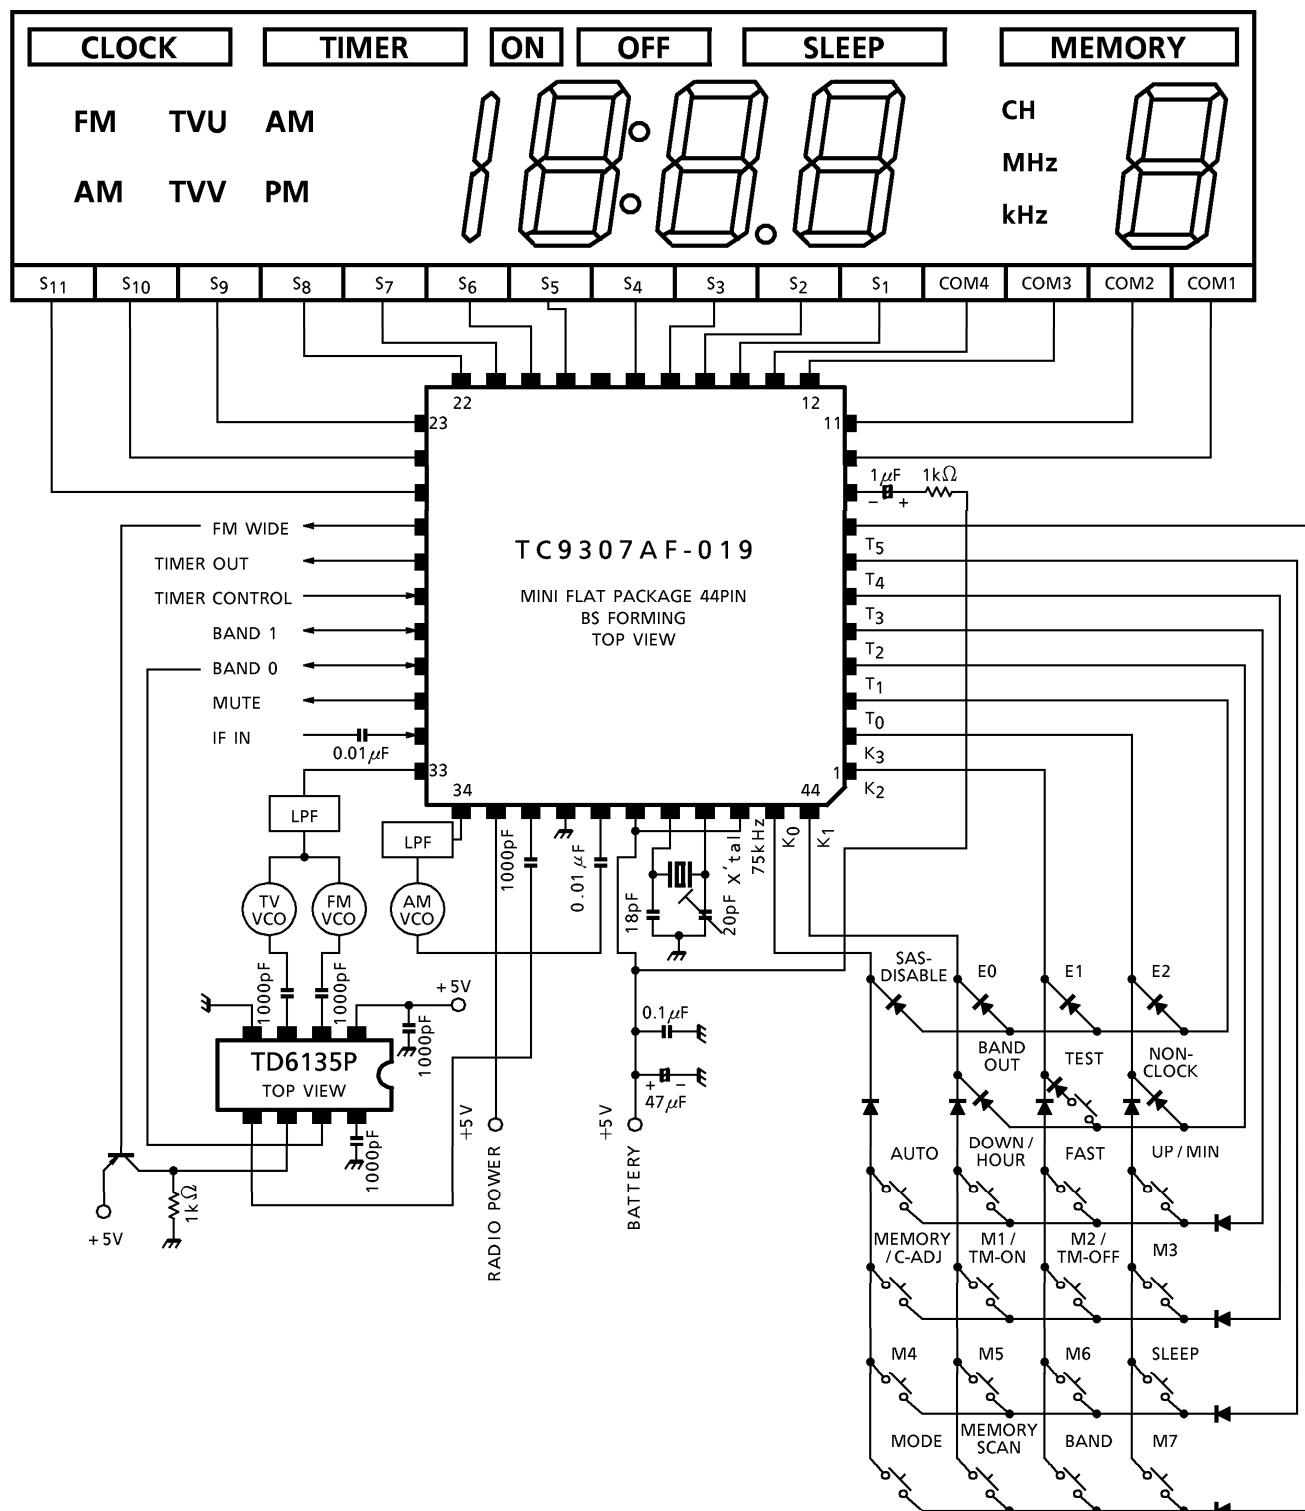 CLOCK TIMER ON OFF SLEEP MEMORY
FM TVU AM CH
MHz
AM TVV PM
kHz
S11 S10 S9 S8 S7 S6 S5 S4 S3 S2 S1 COM4 COM3 COM2 COM1
22 12
23 11
1μF 1kΩ
− +
FM WIDE
TIMER OUT
TIMER CONTROL
BAND 1
BAND 0
MUTE
IF IN
0.01μF
TC9307AF-019
MINI FLAT PACKAGE 44PIN
BS FORMING
TOP VIEW
T5
T4
T3
T2
T1
T0
K3
K2
33 1
34 44
LPF
LPF
1000pF
0.01μF
18pF
20pF
X'tal
75kHz
K0
K1
TV
VCO
FM
VCO
AM
VCO
1000pF
1000pF
+5V
1000pF
TD6135P
TOP VIEW
1000pF
1kΩ
+5V
+5V
RADIO POWER
+5V
BATTERY
0.1μF
+ −
47μF
SAS-
DISABLE
E0
E1
E2
BAND
OUT
TEST
NON-
CLOCK
AUTO
DOWN/
HOUR
FAST
UP/MIN
MEMORY
/C-ADJ
M1/
TM-ON
M2/
TM-OFF
M3
M4
M5
M6
SLEEP
MODE
MEMORY
SCAN
BAND
M7